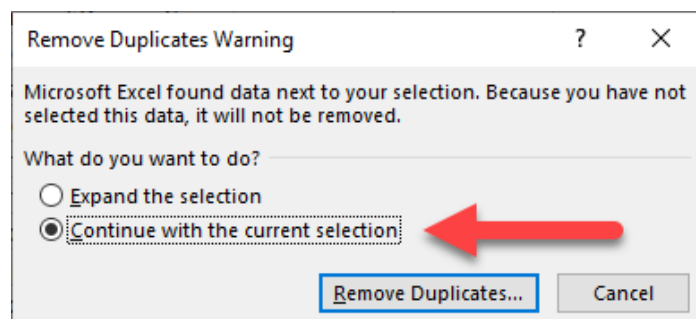 Remove Duplicates Warning ?
Microsoft Excel found data next to your selection. Because you have not
selected this data, it will not be removed.
What do you want to do?
Expand the selection
Continue with the current selection
Remove Duplicates... Cancel